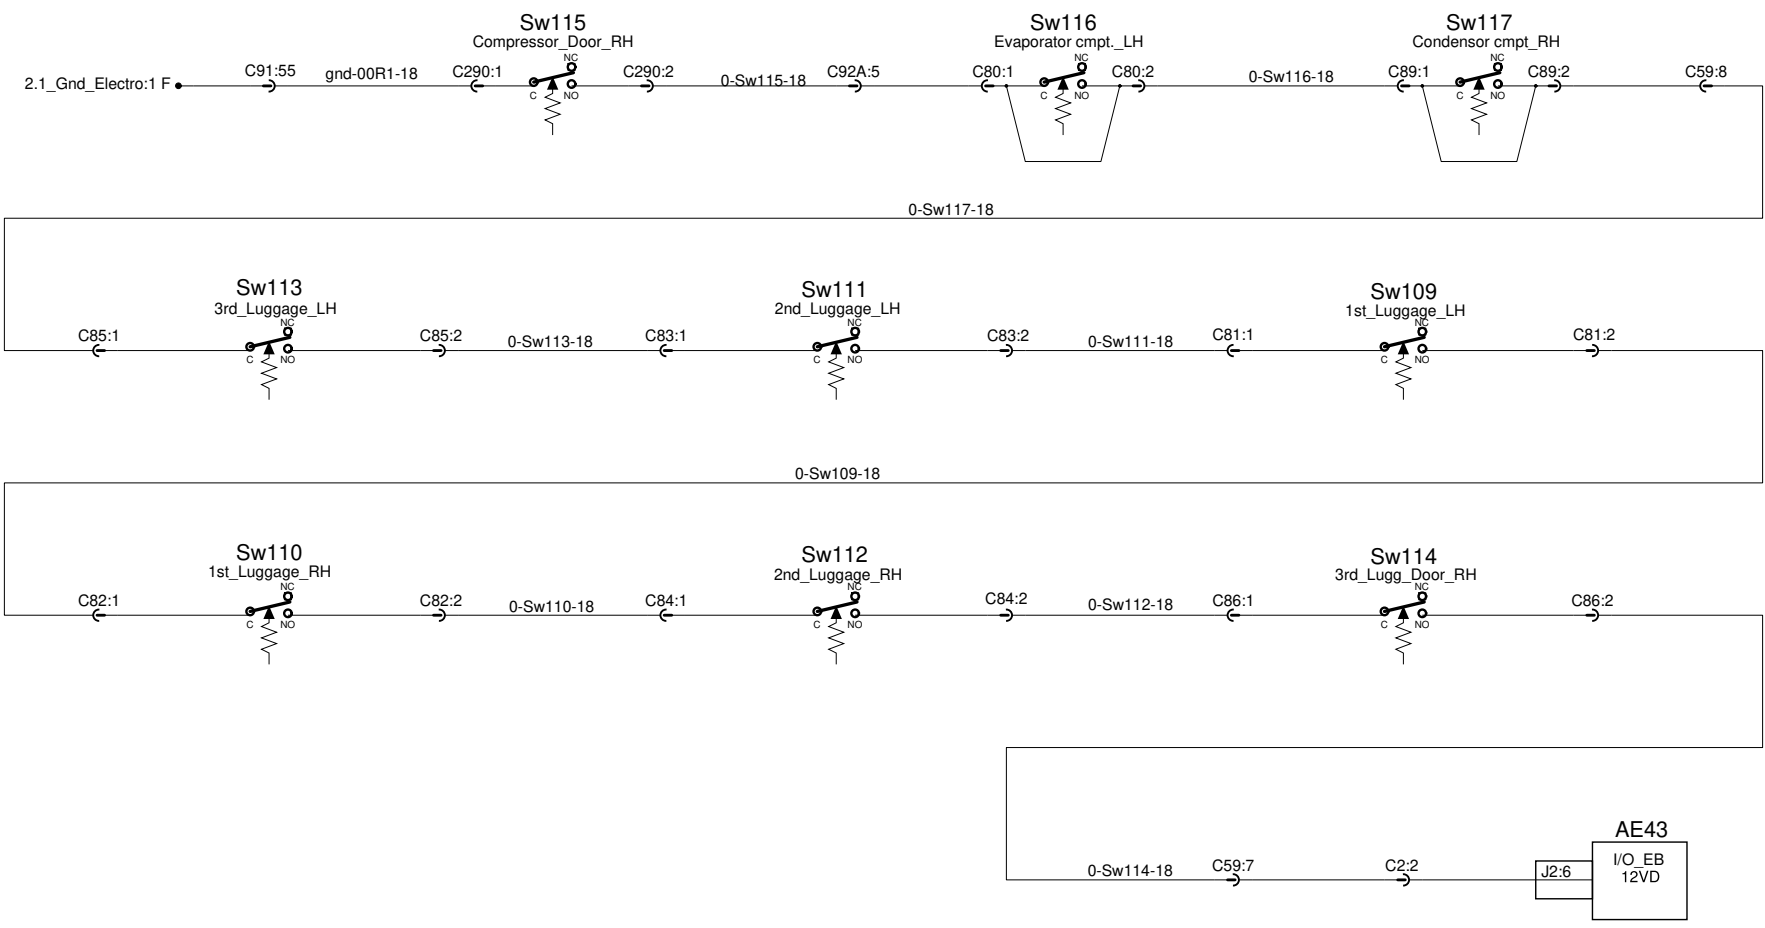 Sw115
Compressor_Door_RH
Sw116
Evaporator cmpt._LH
Sw117
Condensor cmpt_RH
2.1_Gnd_Electro:1 F
C91:55
gnd-00R1-18
C290:1
NC
C
NO
C290:2
0-Sw115-18
C92A:5
C80:1
NC
C
NO
C80:2
0-Sw116-18
C89:1
NC
C
NO
C89:2
C59:8
0-Sw117-18
Sw113
3rd_Luggage_LH
Sw111
2nd_Luggage_LH
Sw109
1st_Luggage_LH
C85:1
NC
C
NO
C85:2
0-Sw113-18
C83:1
NC
C
NO
C83:2
0-Sw111-18
C81:1
NC
C
NO
C81:2
0-Sw109-18
Sw110
1st_Luggage_RH
Sw112
2nd_Luggage_RH
Sw114
3rd_Lugg_Door_RH
C82:1
NC
C
NO
C82:2
0-Sw110-18
C84:1
NC
C
NO
C84:2
0-Sw112-18
C86:1
NC
C
NO
C86:2
AE43
I/O_EB
12VD
0-Sw114-18
C59:7
C2:2
J2:6